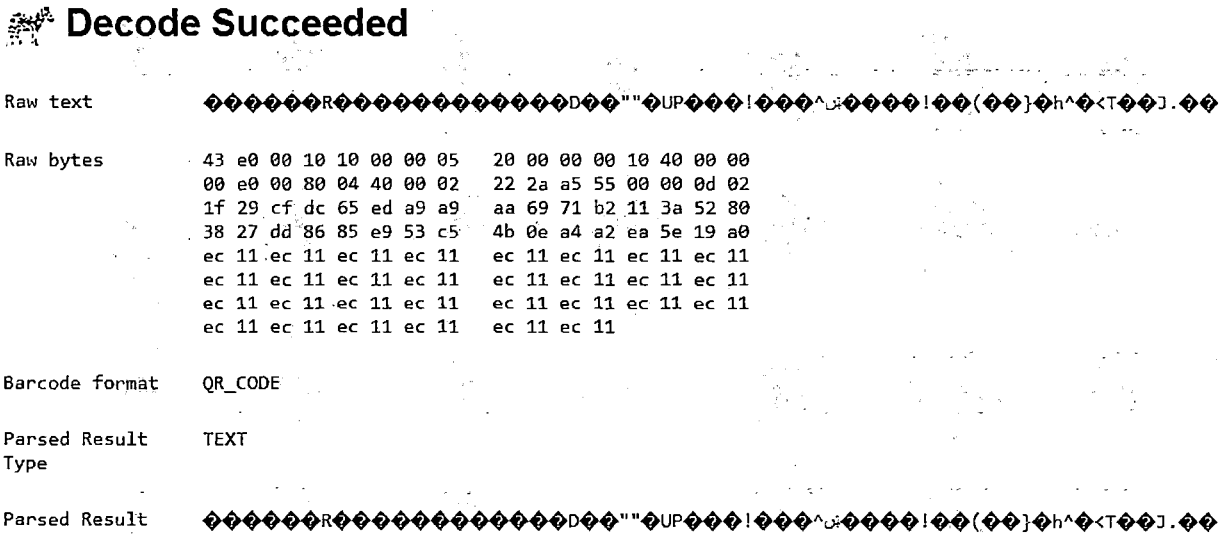 Decode Succeeded
Raw text ������R������������D��""�UP���!���^ڛ����!��(��}�h^�<T��J.��
Raw bytes 43 e0 00 10 10 00 00 05 20 00 00 00 10 40 00 00
00 e0 00 80 04 40 00 02 22 2a a5 55 00 00 0d 02
1f 29 cf dc 65 ed a9 a9 aa 69 71 b2 11 3a 52 80
38 27 dd 86 85 e9 53 c5 4b 0e a4 a2 ea 5e 19 a0
ec 11 ec 11 ec 11 ec 11 ec 11 ec 11 ec 11 ec 11
ec 11 ec 11 ec 11 ec 11 ec 11 ec 11 ec 11 ec 11
ec 11 ec 11 ec 11 ec 11 ec 11 ec 11 ec 11 ec 11
ec 11 ec 11 ec 11 ec 11 ec 11 ec 11
Barcode format QR_CODE
Parsed Result TEXT
Type
Parsed Result ������R������������D��""�UP���!���^ڛ����!��(��}�h^�<T��J.��